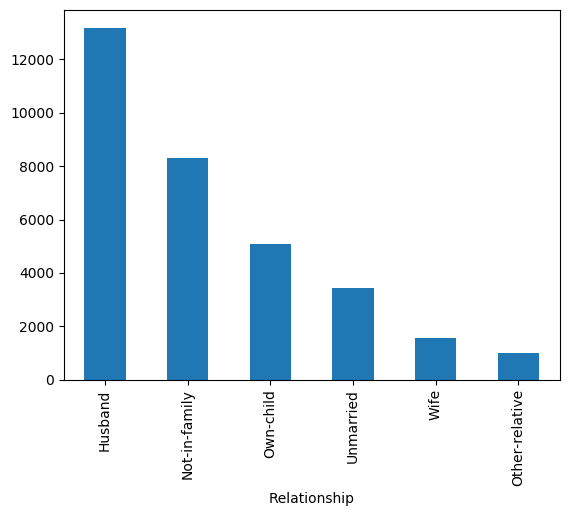 12000
10000
8000
6000
4000
2000
0
Husband
Not-in-family
Own-child
Unmarried
Wife
Other-relative
Relationship